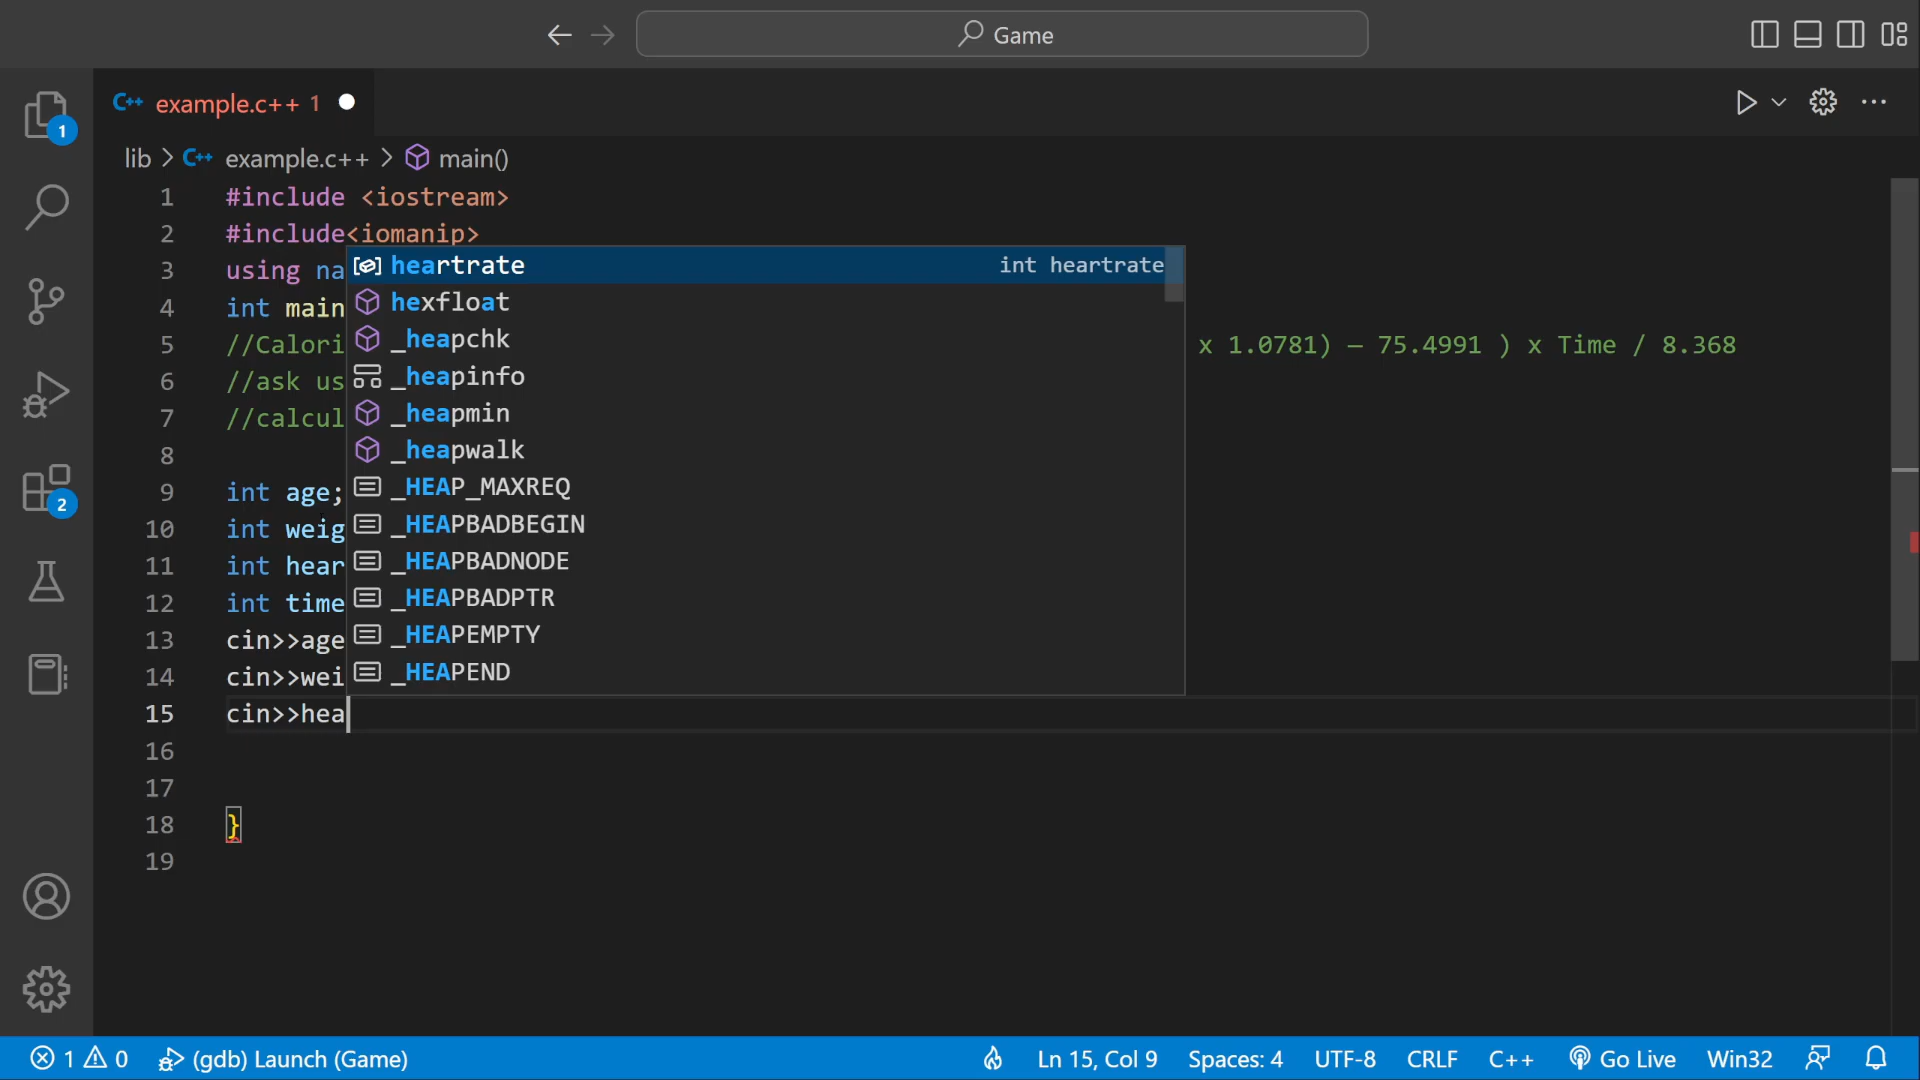 Game
C++ example.c++ 1
lib > C++ example.c++ > main()
1 #include <iostream>
2 #include<iomanip>
3 using na
4 int main
5 //Calori x 1.0781) – 75.4991 ) x Time / 8.368
6 //ask us
7 //calcul
8
9 int age;
10 int weig
11 int hear
12 int time
13 cin>>age
14 cin>>wei
15 cin>>hea
16
17
18 }
19
heartrate int heartrate
hexfloat
_heapchk
_heapinfo
_heapmin
_heapwalk
_HEAP_MAXREQ
_HEAPBADBEGIN
_HEAPBADNODE
_HEAPBADPTR
_HEAPEMPTY
_HEAPEND
1
2
1 0 (gdb) Launch (Game) Ln 15, Col 9 Spaces: 4 UTF-8 CRLF C++ Go Live Win32